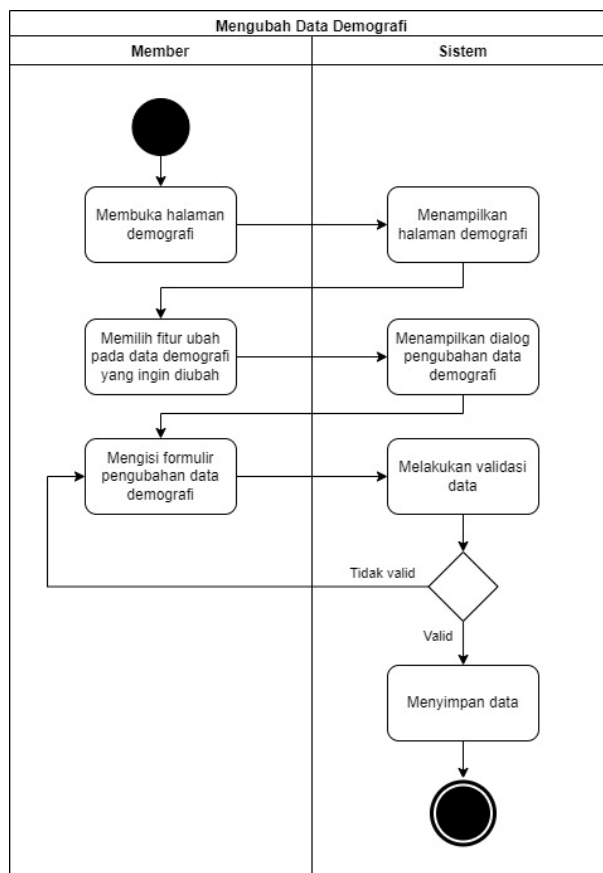 Mengubah Data Demografi
Member
Sistem
Membuka halaman
demografi
Menampilkan
halaman demografi
Memilih fitur ubah
pada data demografi
yang ingin diubah
Menampilkan dialog
pengubahan data
demografi
Mengisi formulir
pengubahan data
demografi
Melakukan validasi
data
Tidak valid
Valid
Menyimpan data